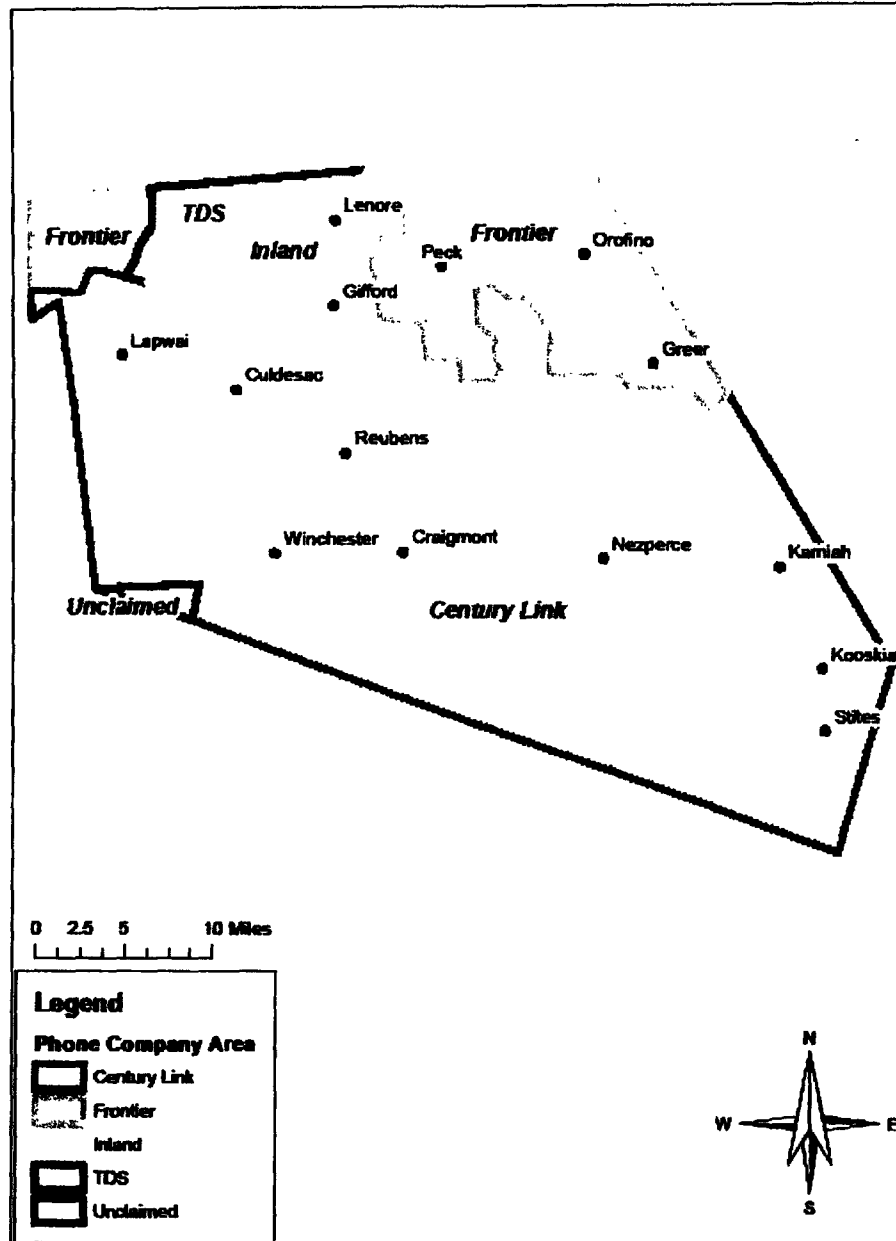 Lenore
TDS
Frontier
Frontier
Orofino
Inland
Peck
Gifford
Lapwai
Greer
Culdesac
Reubens
Winchester
Craigmont
Nezperce
Kamiah
Unclaimed
Century Link
Kooskia
Stites
0 2.5 5 10 Miles
Legend
Phone Company Area
Century Link
Frontier
Inland
TDS
Unclaimed
N
W E
S